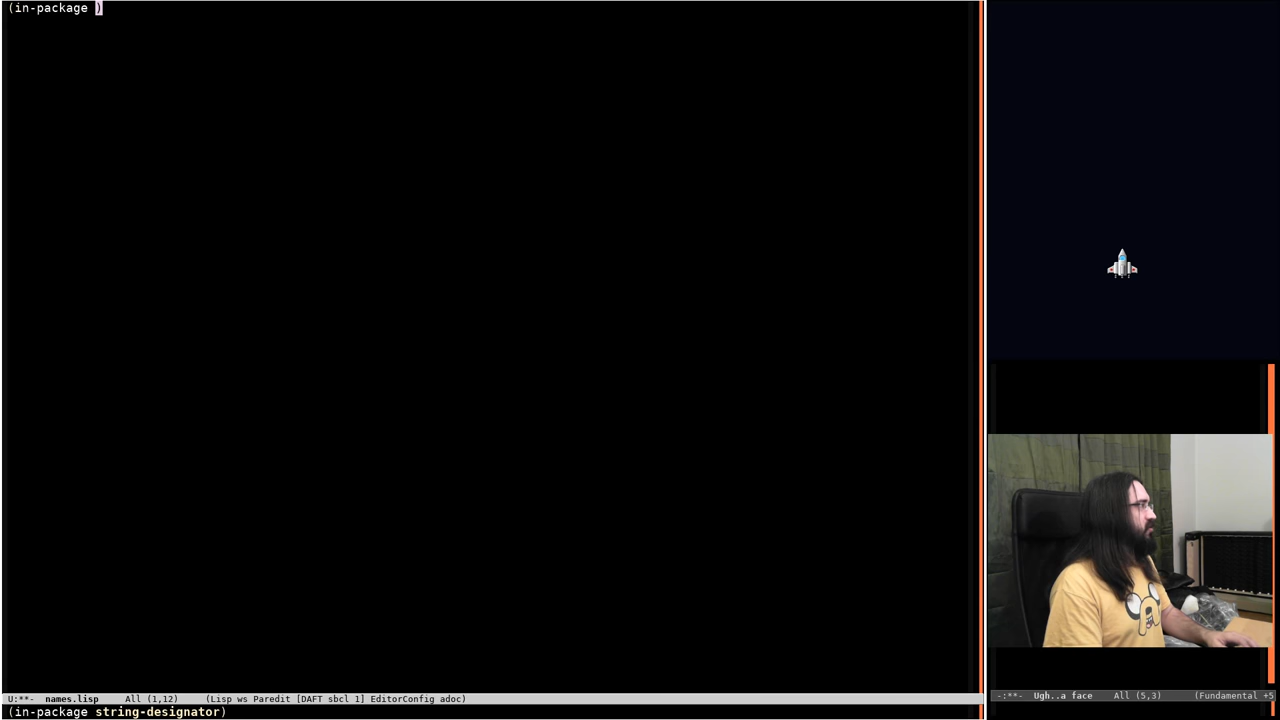 (in-package )
U:**-  names.lisp     All (1,12)     (Lisp ws Paredit [DAFT sbcl 1] EditorConfig adoc)
(in-package string-designator)
-:**-  Ugh..a face    All (5,3)      (Fundamental +5